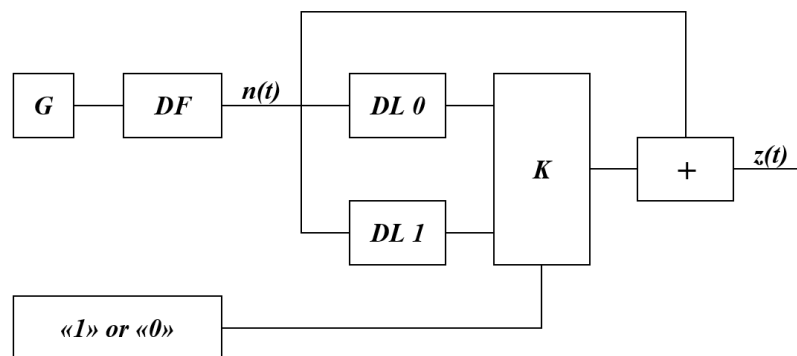 G
DF
n(t)
DL 0
K
+
z(t)
DL 1
«1» or «0»